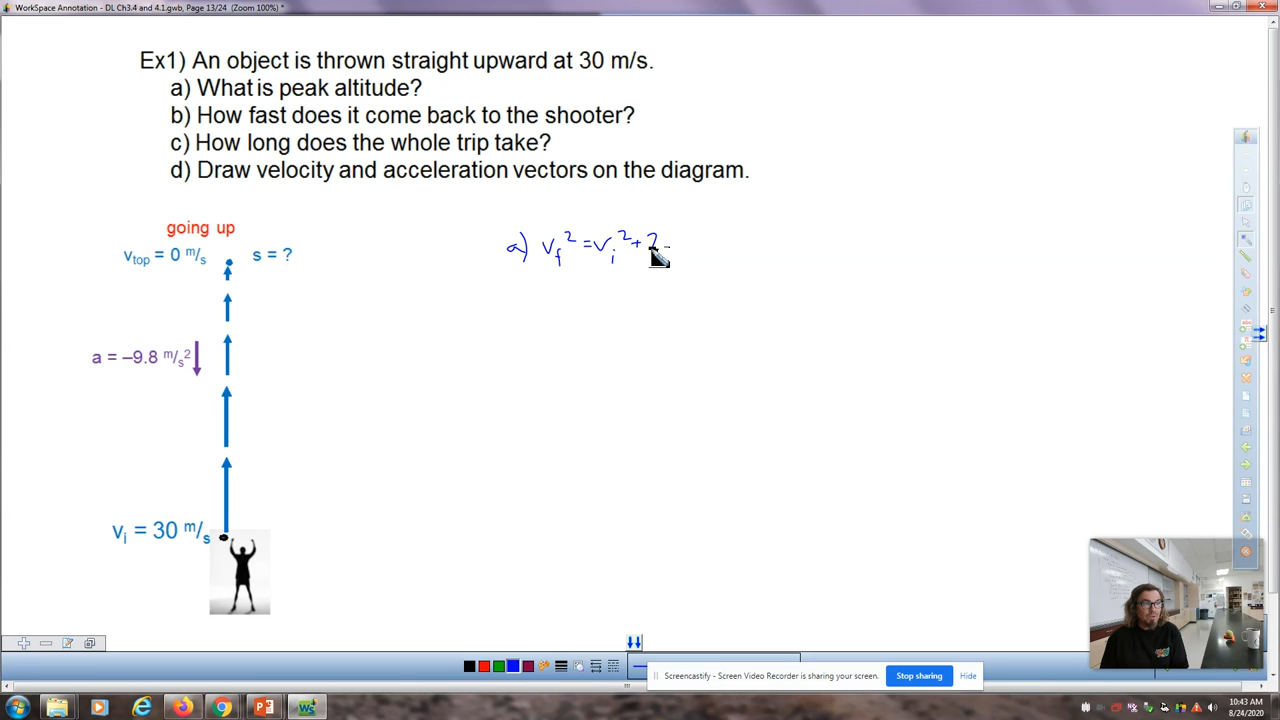 WorkSpace Annotation - DL Ch3.4 and 4.1.gwb, Page 13/24 (Zoom 100%) *
Ex1) An object is thrown straight upward at 30 m/s.
a) What is peak altitude?
b) How fast does it come back to the shooter?
c) How long does the whole trip take?
d) Draw velocity and acceleration vectors on the diagram.
going up
v_top = 0 m/s s = ?
a) v_f² = v_i² + 2
a = –9.8 m/s²
v_i = 30 m/s
Screencastify - Screen Video Recorder is sharing your screen. Stop sharing Hide
10:43 AM
8/24/2020